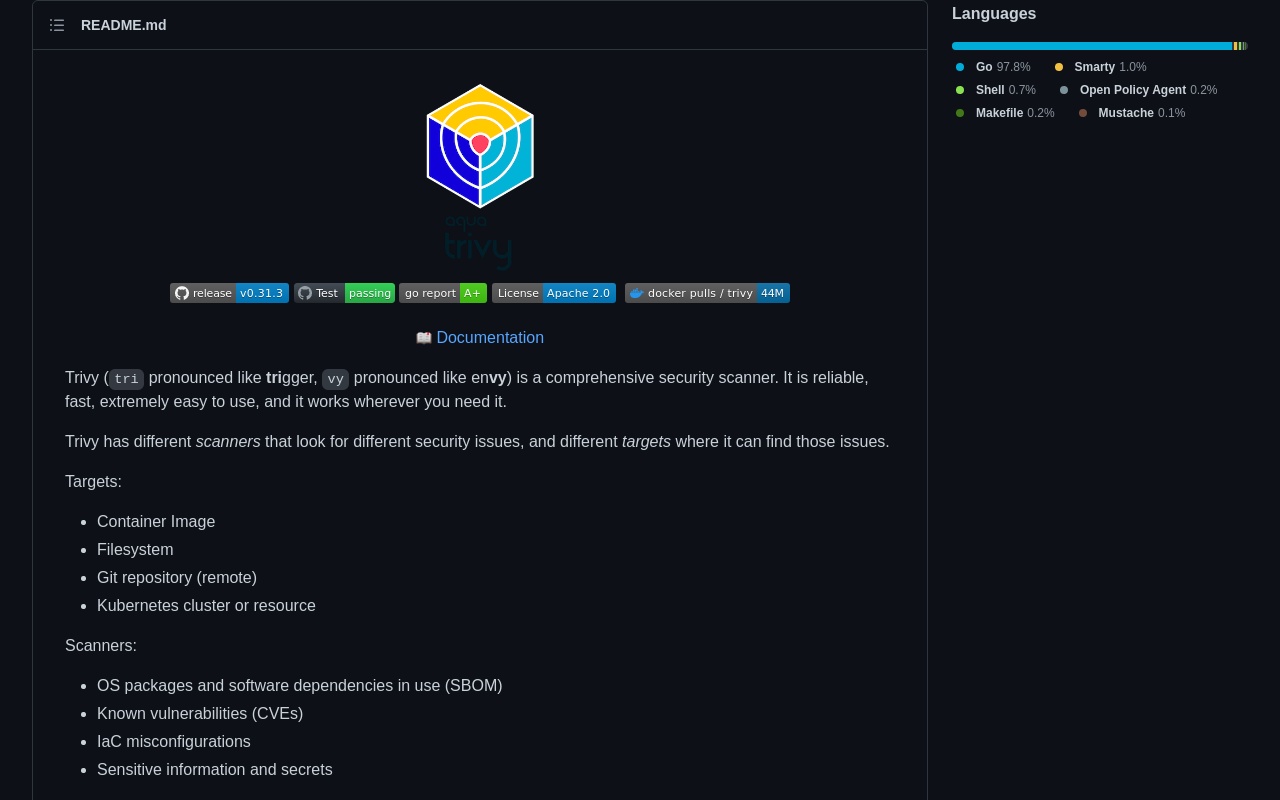 README.md
aqua
trivy
release v0.31.3 Test passing go report A+ License Apache 2.0 docker pulls / trivy 44M
Documentation
Trivy (tri pronounced like trigger, vy pronounced like envy) is a comprehensive security scanner. It is reliable,
fast, extremely easy to use, and it works wherever you need it.
Trivy has different scanners that look for different security issues, and different targets where it can find those issues.
Targets:
Container Image
Filesystem
Git repository (remote)
Kubernetes cluster or resource
Scanners:
OS packages and software dependencies in use (SBOM)
Known vulnerabilities (CVEs)
IaC misconfigurations
Sensitive information and secrets
Languages
Go 97.8% Smarty 1.0%
Shell 0.7% Open Policy Agent 0.2%
Makefile 0.2% Mustache 0.1%